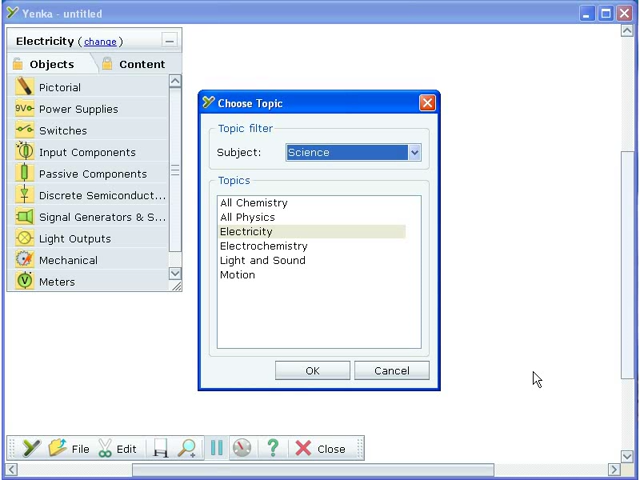 Yenka - untitled
Electricity (change)
Objects
Content
Pictorial
9V Power Supplies
Switches
Input Components
Passive Components
Discrete Semiconduct...
Signal Generators & S...
Light Outputs
Mechanical
V Meters
Choose Topic
Topic filter
Subject: Science
Topics
All Chemistry
All Physics
Electricity
Electrochemistry
Light and Sound
Motion
OK Cancel
File Edit ? Close